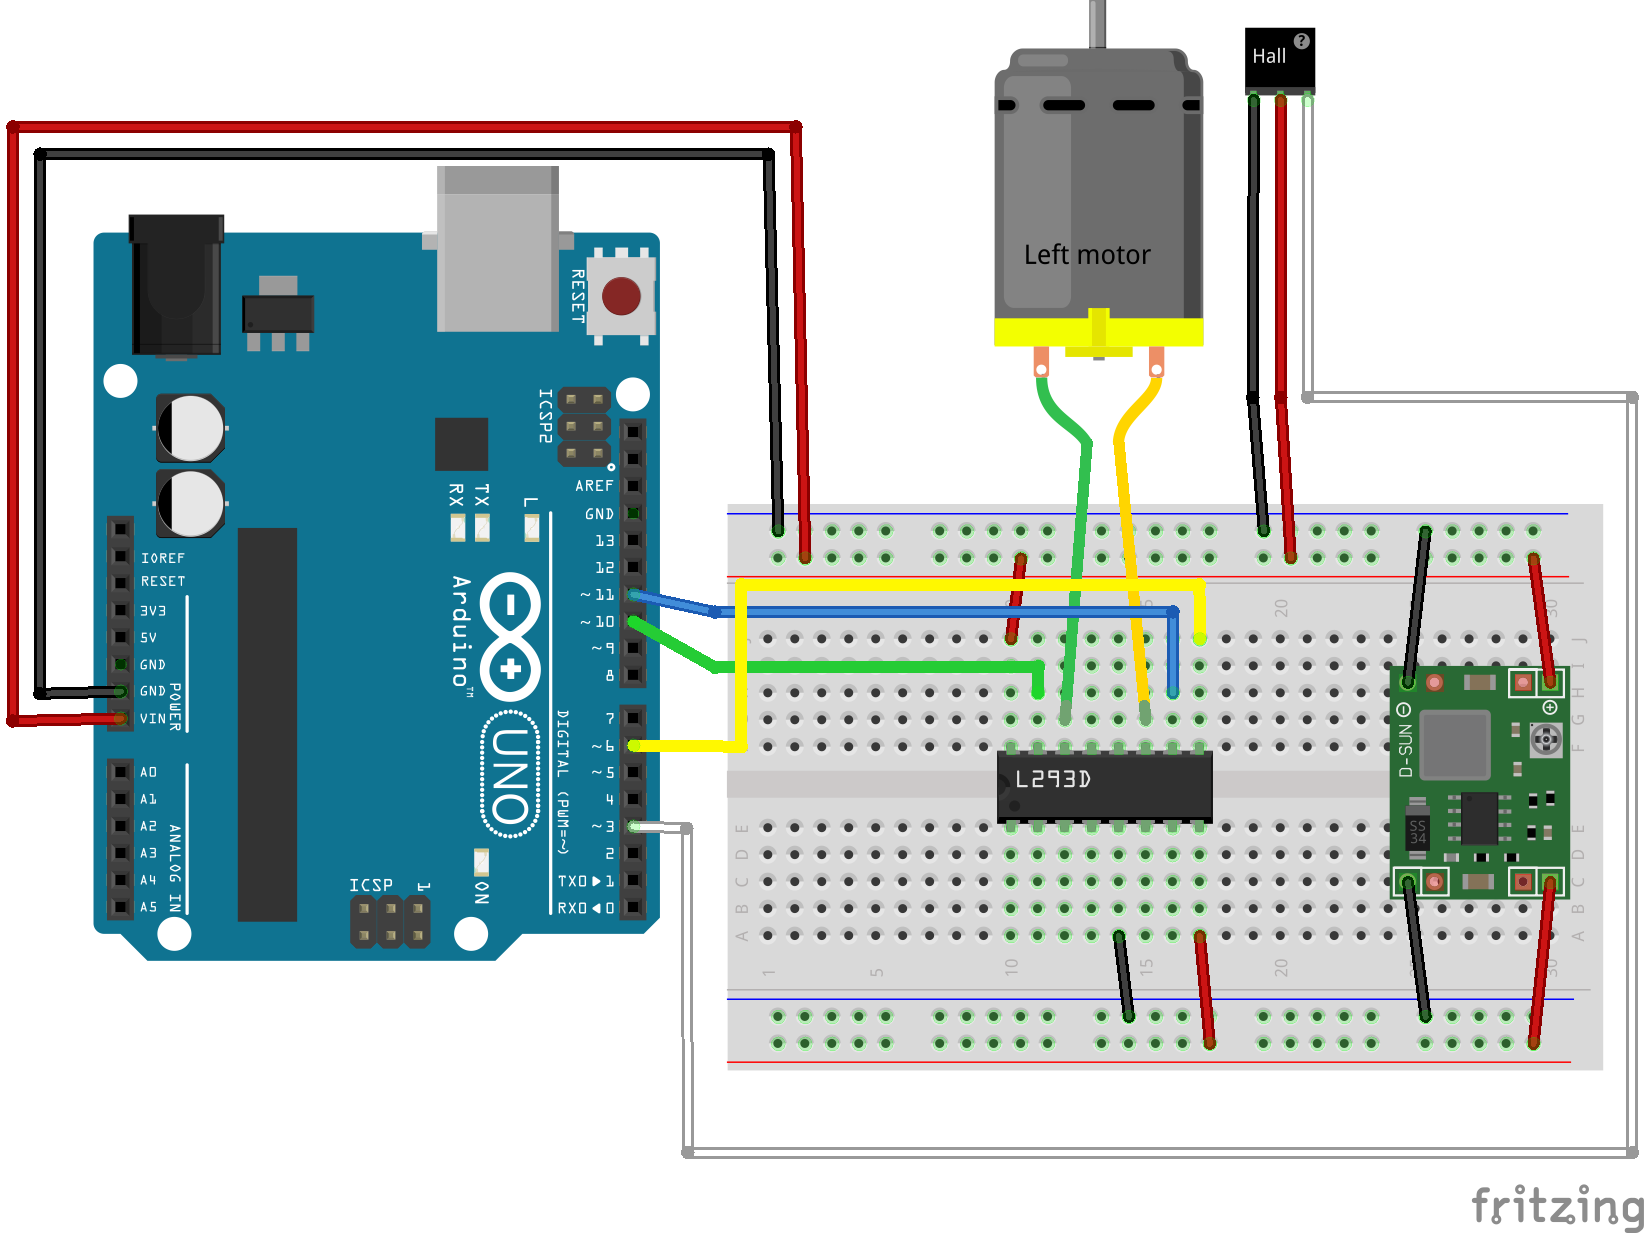 Hall ?
Left motor
RESET
ICSP2
RX
TX
L
AREF
GND
13
12
~11
~10
~9
8
7
~6
~5
4
~3
2
TX0▶1
RX0◀0
IOREF
RESET
3V3
5V
GND
GND
VIN
POWER
A0
A1
A2
A3
A4
A5
ANALOG IN
Arduino™
UNO
DIGITAL (PWM=~)
ICSP
1
ON
L293D
15
20
30
J
I
H
G
F
E
D
C
B
A
E
D
C
B
A
1
5
10
15
20
30
D-SUN
SS
34
fritzing